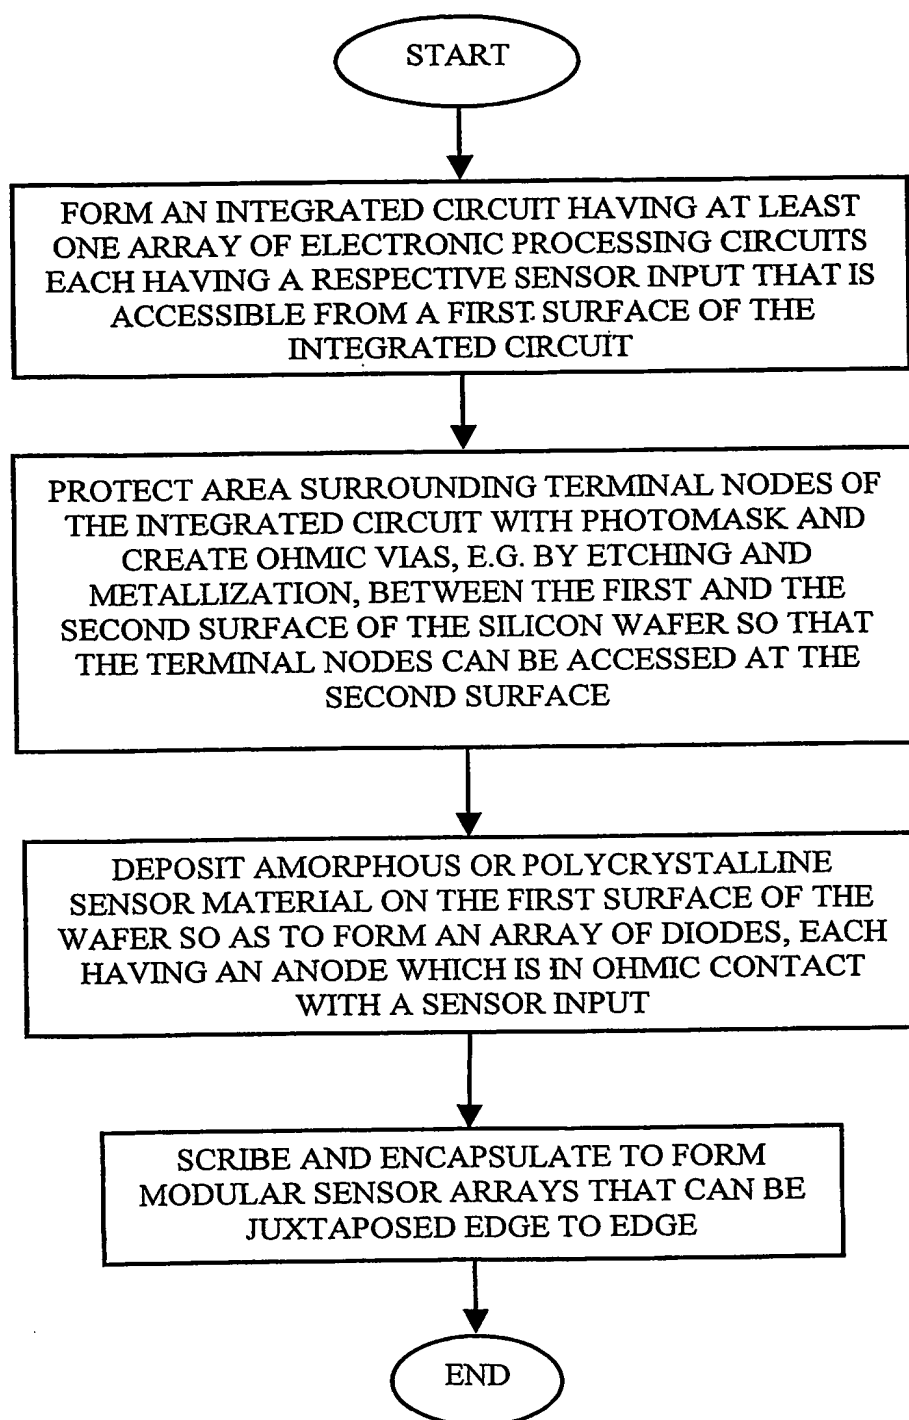 START
FORM AN INTEGRATED CIRCUIT HAVING AT LEAST
ONE ARRAY OF ELECTRONIC PROCESSING CIRCUITS
EACH HAVING A RESPECTIVE SENSOR INPUT THAT IS
ACCESSIBLE FROM A FIRST SURFACE OF THE
INTEGRATED CIRCUIT
PROTECT AREA SURROUNDING TERMINAL NODES OF
THE INTEGRATED CIRCUIT WITH PHOTOMASK AND
CREATE OHMIC VIAS, E.G. BY ETCHING AND
METALLIZATION, BETWEEN THE FIRST AND THE
SECOND SURFACE OF THE SILICON WAFER SO THAT
THE TERMINAL NODES CAN BE ACCESSED AT THE
SECOND SURFACE
DEPOSIT AMORPHOUS OR POLYCRYSTALLINE
SENSOR MATERIAL ON THE FIRST SURFACE OF THE
WAFER SO AS TO FORM AN ARRAY OF DIODES, EACH
HAVING AN ANODE WHICH IS IN OHMIC CONTACT
WITH A SENSOR INPUT
SCRIBE AND ENCAPSULATE TO FORM
MODULAR SENSOR ARRAYS THAT CAN BE
JUXTAPOSED EDGE TO EDGE
END